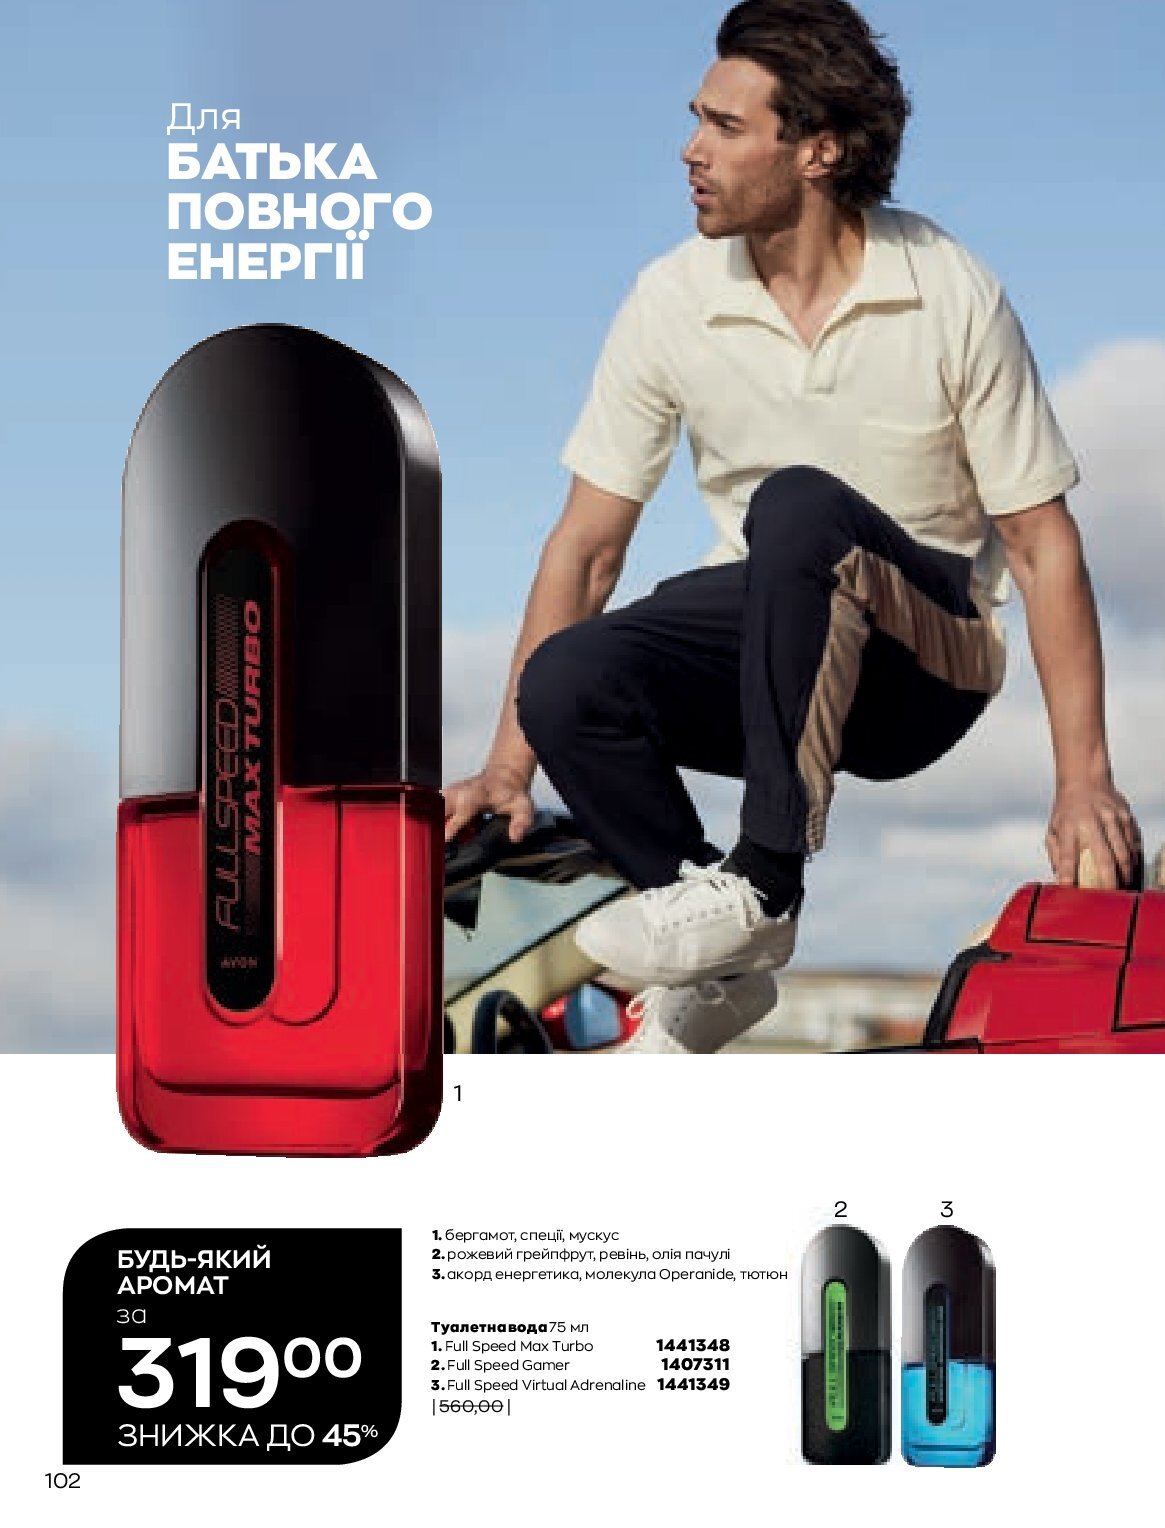 Для
БАТЬКА
ПОВНОГО
ЕНЕРГІЇ
FULL SPEED
MAX TURBO
AVON
1
2
3
1. бергамот, спеції, мускус
2. рожевий грейпфрут, ревінь, олія пачулі
3. акорд енергетика, молекула Operanide, тютюн
Туалетна вода 75 мл
1. Full Speed Max Turbo 1441348
2. Full Speed Gamer 1407311
3. Full Speed Virtual Adrenaline 1441349
| 560,00 |
БУДЬ-ЯКИЙ
АРОМАТ
за
319⁰⁰
ЗНИЖКА ДО 45%
102